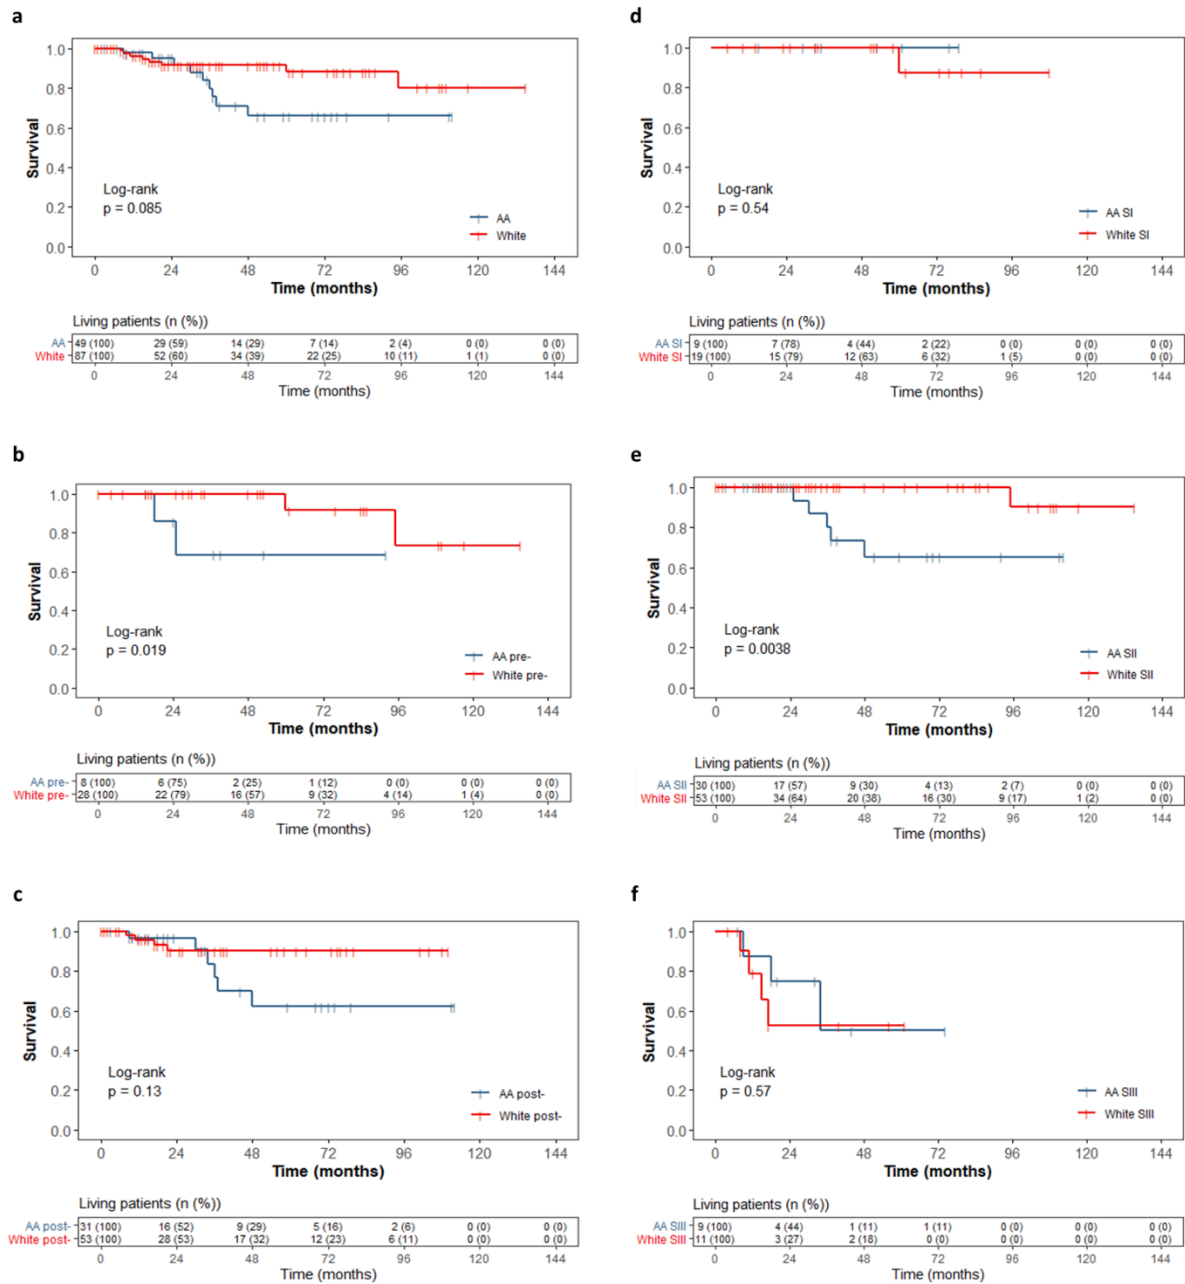 a
1.0
0.8
0.6
0.4
0.2
0.0
Survival
Log-rank
p = 0.085
AA
White
0 24 48 72 96 120 144
Time (months)
Living patients (n (%))
AA 49 (100) 29 (59) 14 (29) 7 (14) 2 (4) 0 (0) 0 (0)
White 87 (100) 52 (60) 34 (39) 22 (25) 10 (11) 1 (1) 0 (0)
0 24 48 72 96 120 144
Time (months)
b
1.0
0.8
0.6
0.4
0.2
0.0
Survival
Log-rank
p = 0.019
AA pre-
White pre-
0 24 48 72 96 120 144
Time (months)
Living patients (n (%))
AA pre- 8 (100) 6 (75) 2 (25) 1 (12) 0 (0) 0 (0) 0 (0)
White pre- 28 (100) 22 (79) 16 (57) 9 (32) 4 (14) 1 (4) 0 (0)
0 24 48 72 96 120 144
Time (months)
c
1.0
0.8
0.6
0.4
0.2
0.0
Survival
Log-rank
p = 0.13
AA post-
White post-
0 24 48 72 96 120 144
Time (months)
Living patients (n (%))
AA post- 31 (100) 16 (52) 9 (29) 5 (16) 2 (6) 0 (0) 0 (0)
White post- 53 (100) 28 (53) 17 (32) 12 (23) 6 (11) 0 (0) 0 (0)
0 24 48 72 96 120 144
Time (months)
d
1.0
0.8
0.6
0.4
0.2
0.0
Survival
Log-rank
p = 0.54
AA SI
White SI
0 24 48 72 96 120 144
Time (months)
Living patients (n (%))
AA SI 9 (100) 7 (78) 4 (44) 2 (22) 0 (0) 0 (0) 0 (0)
White SI 19 (100) 15 (79) 12 (63) 6 (32) 1 (5) 0 (0) 0 (0)
0 24 48 72 96 120 144
Time (months)
e
1.0
0.8
0.6
0.4
0.2
0.0
Survival
Log-rank
p = 0.0038
AA SII
White SII
0 24 48 72 96 120 144
Time (months)
Living patients (n (%))
AA SII 30 (100) 17 (57) 9 (30) 4 (13) 2 (7) 0 (0) 0 (0)
White SII 53 (100) 34 (64) 20 (38) 16 (30) 9 (17) 1 (2) 0 (0)
0 24 48 72 96 120 144
Time (months)
f
1.0
0.8
0.6
0.4
0.2
0.0
Survival
Log-rank
p = 0.57
AA SIII
White SIII
0 24 48 72 96 120 144
Time (months)
Living patients (n (%))
AA SIII 9 (100) 4 (44) 1 (11) 1 (11) 0 (0) 0 (0) 0 (0)
White SIII 11 (100) 3 (27) 2 (18) 0 (0) 0 (0) 0 (0) 0 (0)
0 24 48 72 96 120 144
Time (months)